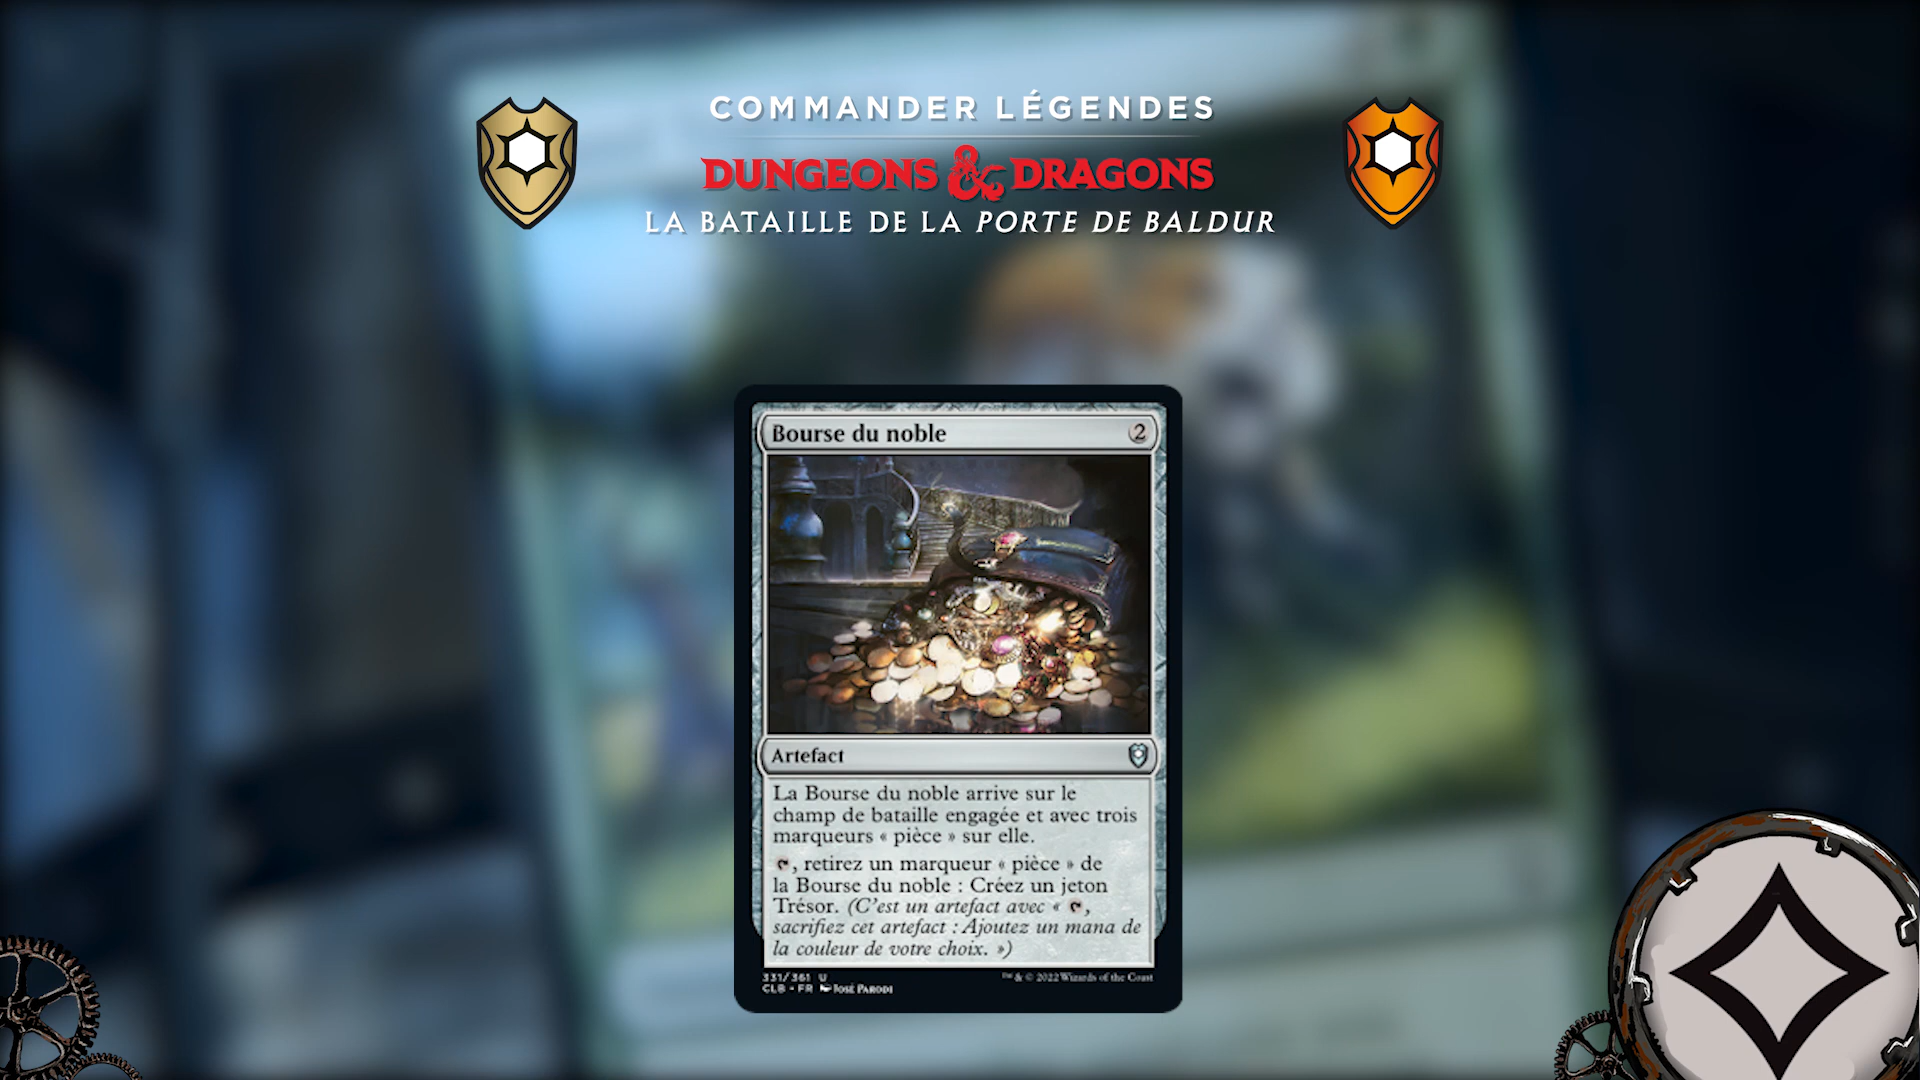 COMMANDER LÉGENDES
DUNGEONS & DRAGONS
LA BATAILLE DE LA PORTE DE BALDUR
Bourse du noble 2
Artefact
La Bourse du noble arrive sur le
champ de bataille engagée et avec trois
marqueurs « pièce » sur elle.
, retirez un marqueur « pièce » de
la Bourse du noble : Créez un jeton
Trésor. (C'est un artefact avec « ,
sacrifiez cet artefact : Ajoutez un mana de
la couleur de votre choix. »)
331/361 U
™ & © 2022 Wizards of the Coast
CLB • FR José Parodi